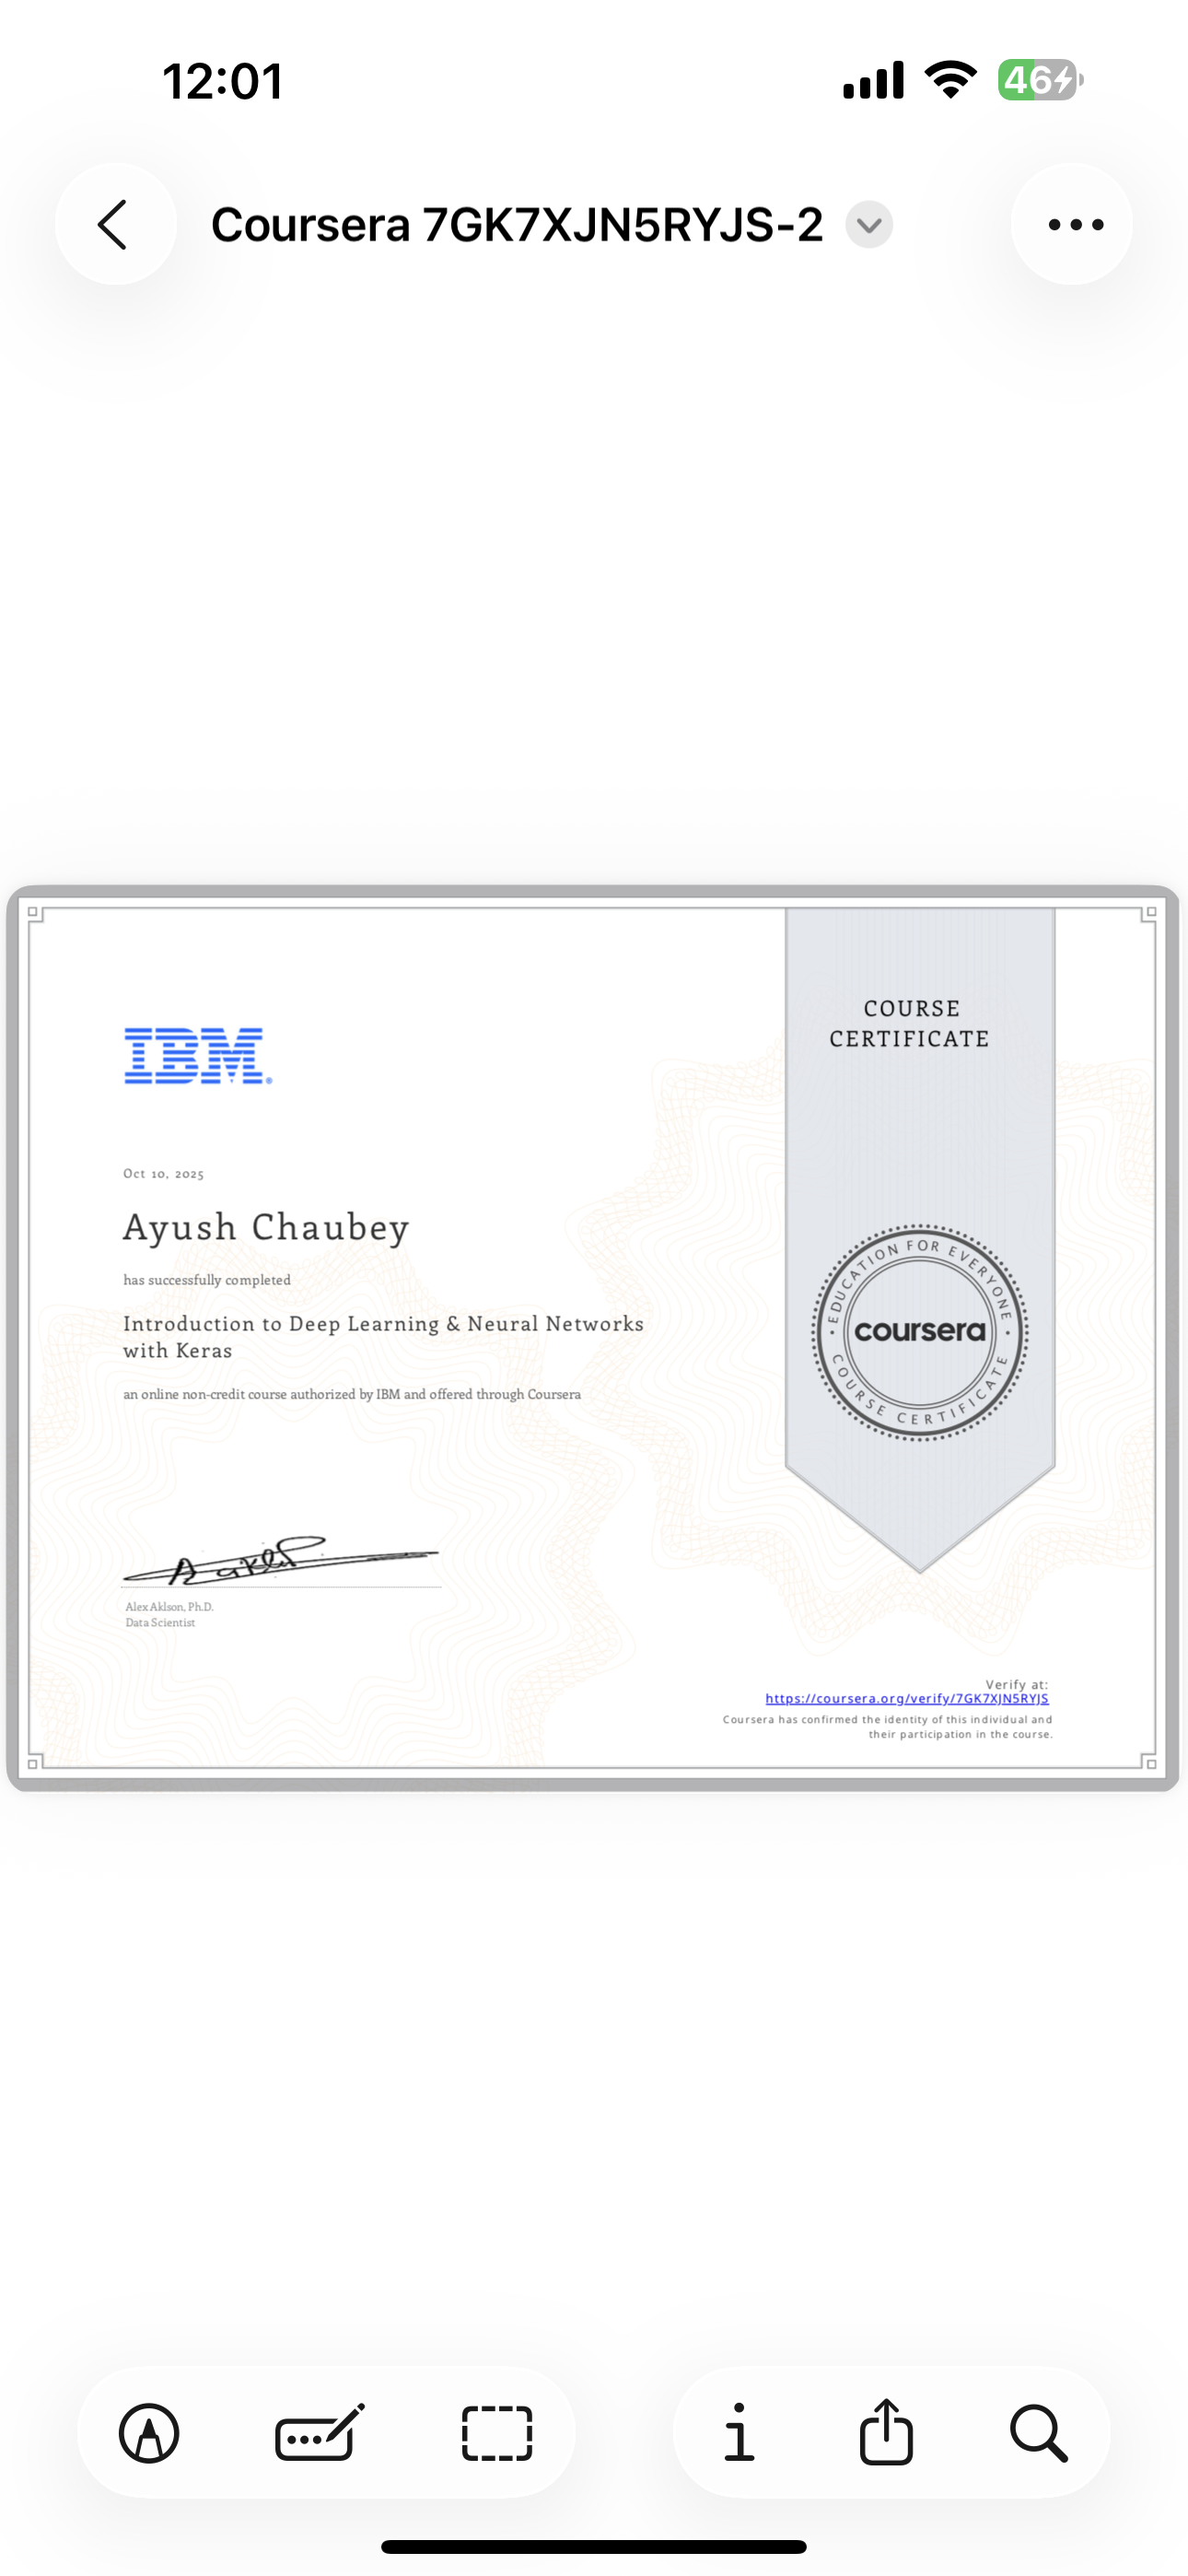 12:01
46
Coursera 7GK7XJN5RYJS-2
COURSE
CERTIFICATE
IBM®
Oct 10, 2025
Ayush Chaubey
has successfully completed
Introduction to Deep Learning & Neural Networks
with Keras
an online non-credit course authorized by IBM and offered through Coursera
EDUCATION FOR EVERYONE
coursera
COURSE CERTIFICATE
Alex Aklson, Ph.D.
Data Scientist
Verify at:
https://coursera.org/verify/7GK7XJN5RYJS
Coursera has confirmed the identity of this individual and
their participation in the course.